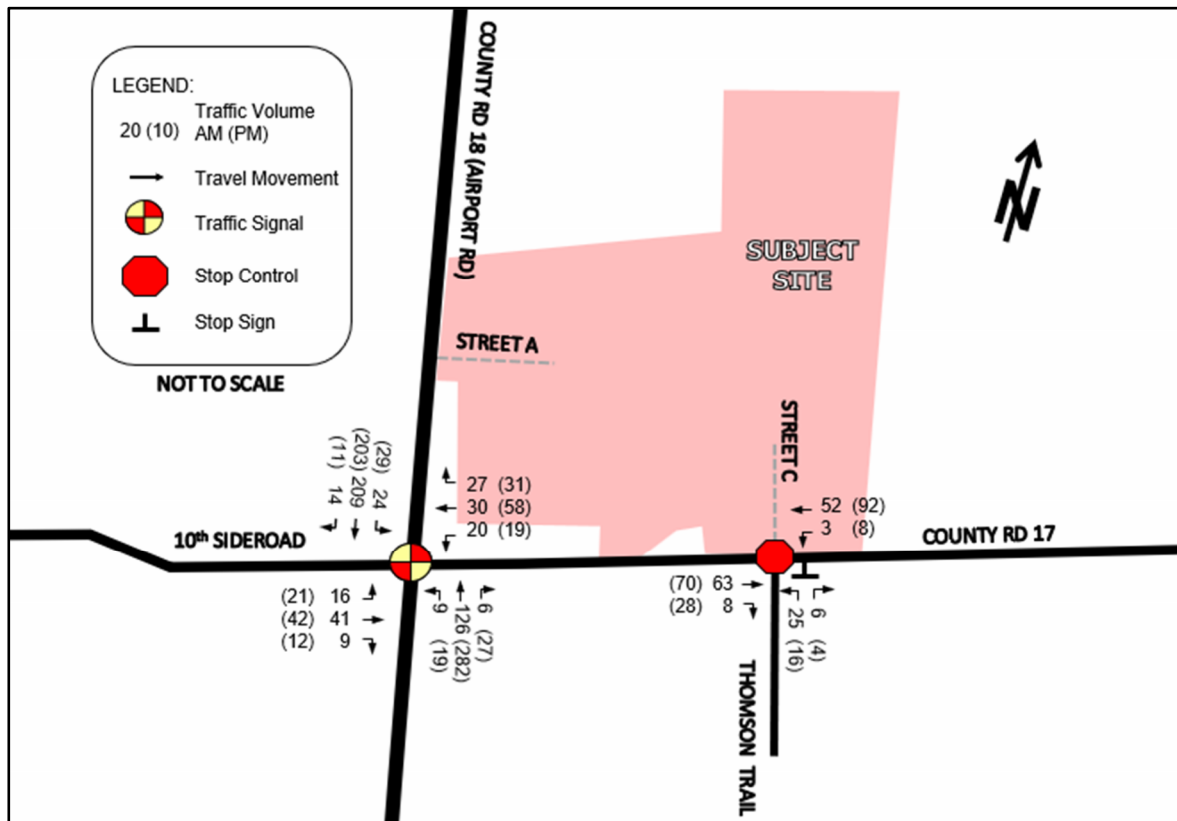 LEGEND:
20 (10)
Traffic Volume
AM (PM)
Travel Movement
Traffic Signal
Stop Control
Stop Sign
NOT TO SCALE
COUNTY RD 18 (AIRPORT RD)
N
SUBJECT
SITE
STREET A
STREET C
(11) 14
(203) 209
(29) 24
27 (31)
30 (58)
20 (19)
10th SIDEROAD
52 (92)
3 (8)
COUNTY RD 17
(21) 16
(42) 41
(12) 9
9 (19)
126 (282)
6 (27)
(70) 63
(28) 8
25 (16)
6 (4)
THOMSON TRAIL